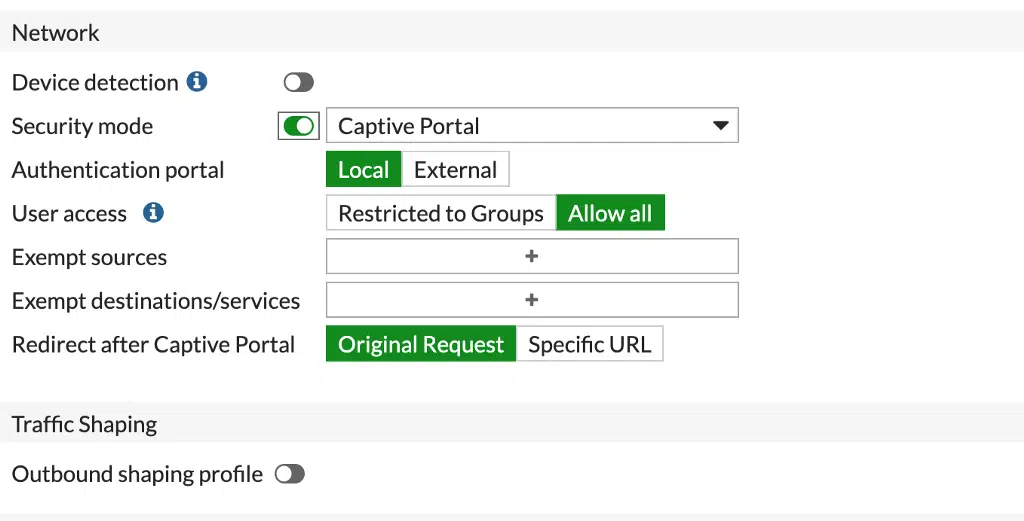 Network
Device detection
Security mode Captive Portal
Authentication portal Local External
User access Restricted to Groups Allow all
Exempt sources +
Exempt destinations/services +
Redirect after Captive Portal Original Request Specific URL
Traffic Shaping
Outbound shaping profile